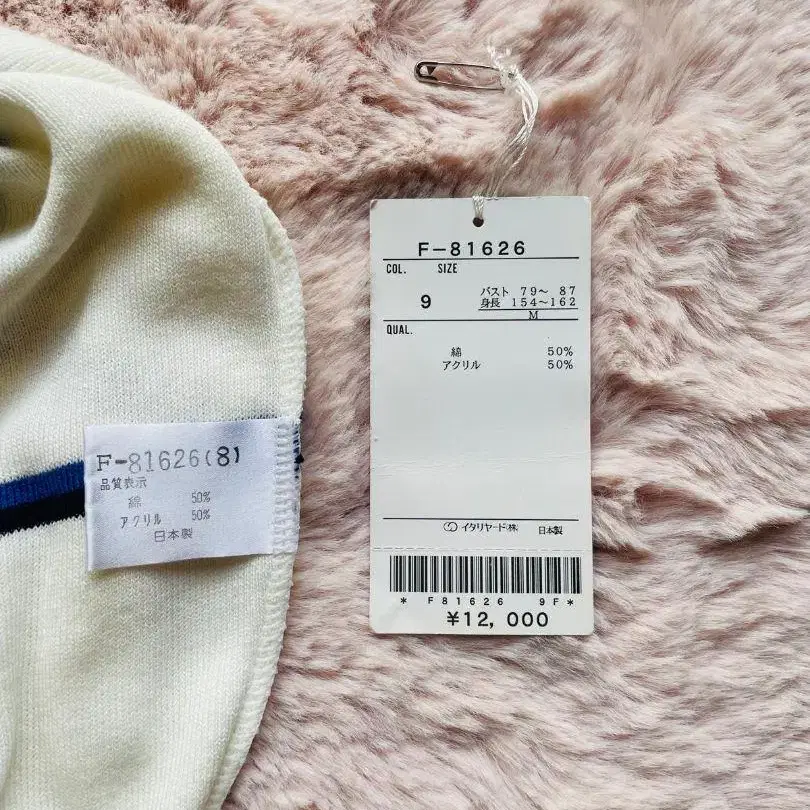 F-81626
COL. SIZE
9
バスト 79〜 87
身長 154〜162
M
QUAL.
綿 50%
アクリル 50%
イタリヤード(株) 日本製
* F81626 9F*
¥12,000
F-81626(8)
品質表示
綿 50%
アクリル 50%
日本製